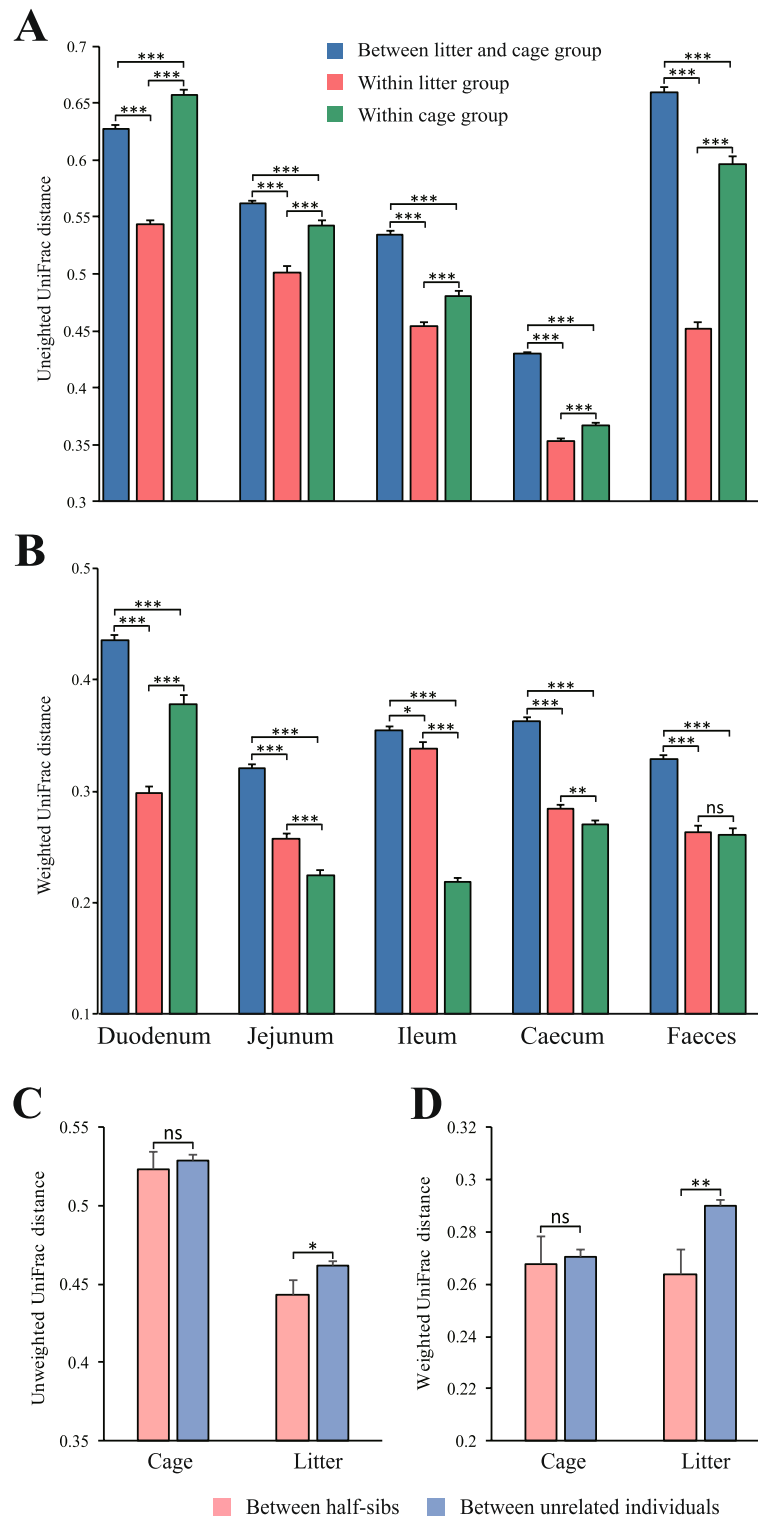 A
Between litter and cage group
Within litter group
Within cage group
Uneighted UniFrac distance
0.7
0.65
0.6
0.55
0.5
0.45
0.4
0.35
0.3
*** *** ***
*** *** ***
*** *** ***
*** *** ***
*** *** ***
B
Weighted UniFrac distance
0.5
0.4
0.3
0.2
0.1
*** *** ***
*** *** ***
*** * ***
*** *** **
*** *** ns
Duodenum Jejunum Ileum Caecum Faeces
C
Unweighted UniFrac distance
0.55
0.5
0.45
0.4
0.35
ns
*
Cage Litter
D
Weighted UniFrac distance
0.32
0.3
0.28
0.26
0.24
0.22
0.2
ns
**
Cage Litter
Between half-sibs Between unrelated individuals